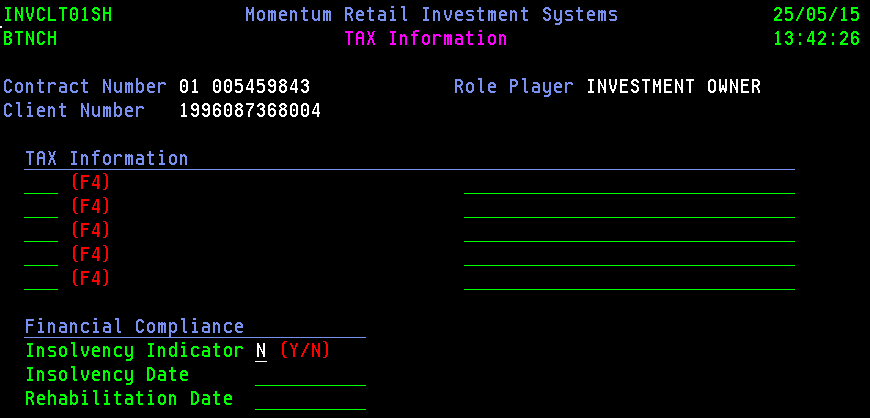 INVCLT01SH Momentum Retail Investment Systems 25/05/15
BTNCH TAX Information 13:42:26
Contract Number 01 005459843 Role Player INVESTMENT OWNER
Client Number 1996087368004
TAX Information
(F4)
(F4)
(F4)
(F4)
(F4)
Financial Compliance
Insolvency Indicator N (Y/N)
Insolvency Date
Rehabilitation Date